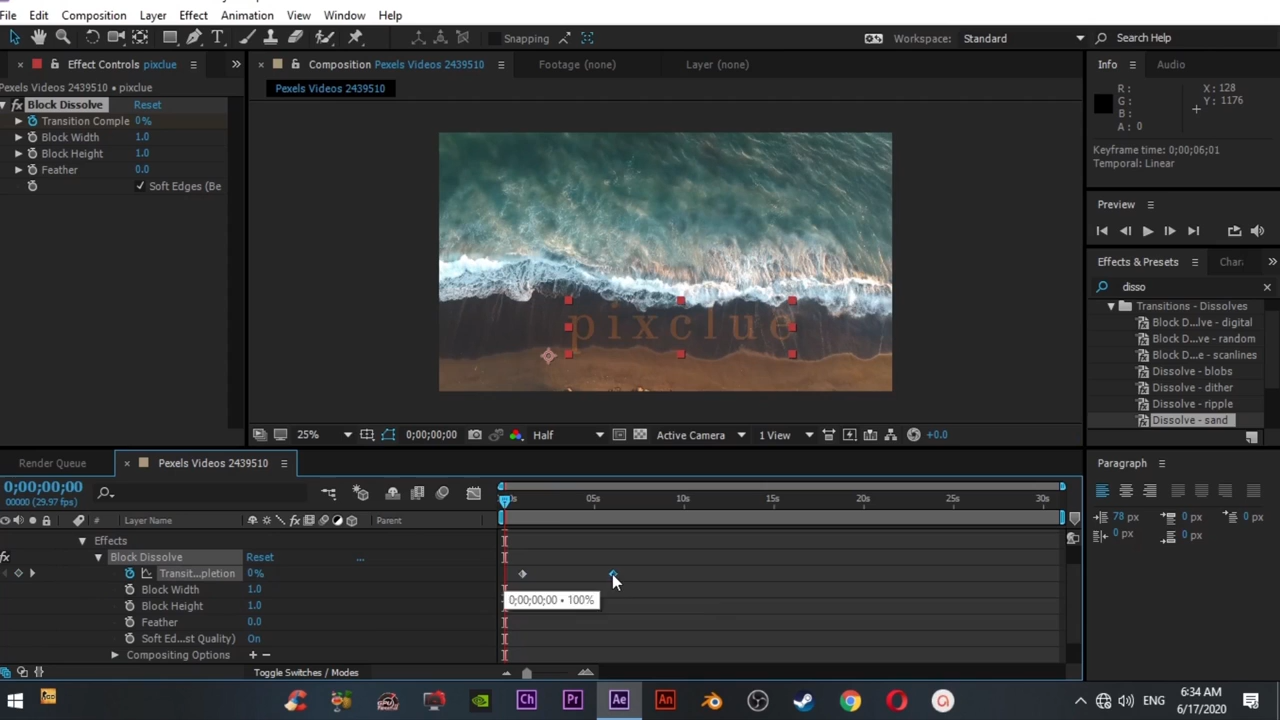 File Edit Composition Layer Effect Animation View Window Help
Snapping Workspace: Standard Search Help
Effect Controls pixclue
Pexels Videos 2439510 • pixclue
fx Block Dissolve Reset
Transition Comple 0%
Block Width 1.0
Block Height 1.0
Feather 0.0
Soft Edges (Be
Composition Pexels Videos 2439510 Footage (none) Layer (none)
Pexels Videos 2439510
pixclue
25% 0;00;00;00 Half Active Camera 1 View +0.0
Info Audio
R: X: 128
G: Y: 1176
B:
A: 0
Keyframe time: 0;00;06;01
Temporal: Linear
Preview
Effects & Presets Char
disso
Transitions - Dissolves
Block D...lve - digital
Block D...ve - random
Block D...e - scanlines
Dissolve - blobs
Dissolve - dither
Dissolve - ripple
Dissolve - sand
Render Queue Pexels Videos 2439510
0;00;00;00
00000 (29.97 fps)
# Layer Name Parent
05s 10s 15s 20s 25s 30s
Effects
fx Block Dissolve Reset ...
Transit...pletion 0%
Block Width 1.0
Block Height 1.0
Feather 0.0
Soft Ed...st Quality) On
Compositing Options + −
0;00;00;00 • 100%
Toggle Switches / Modes
Paragraph
78 px 0 px 0 px
0 px 0 px
Ch Pr Ae An
ENG 6:34 AM
6/17/2020